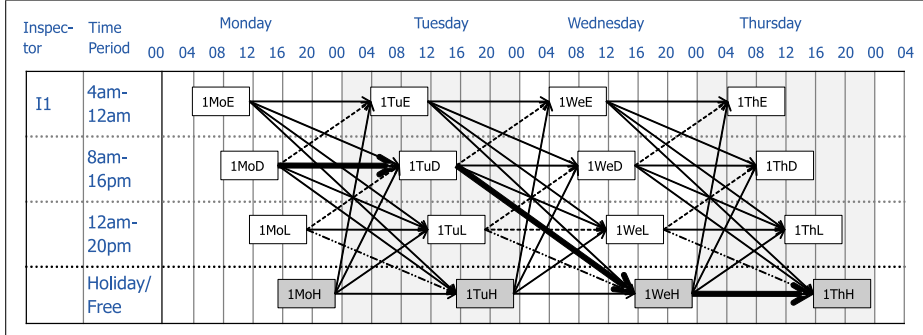 Inspec-
tor
Time
Period
Monday Tuesday Wednesday Thursday
00 04 08 12 16 20 00 04 08 12 16 20 00 04 08 12 16 20 00 04 08 12 16 20 00 04
I1
4am-
12am
1MoE 1TuE 1WeE 1ThE
8am-
16pm
1MoD 1TuD 1WeD 1ThD
12am-
20pm
1MoL 1TuL 1WeL 1ThL
Holiday/
Free
1MoH 1TuH 1WeH 1ThH